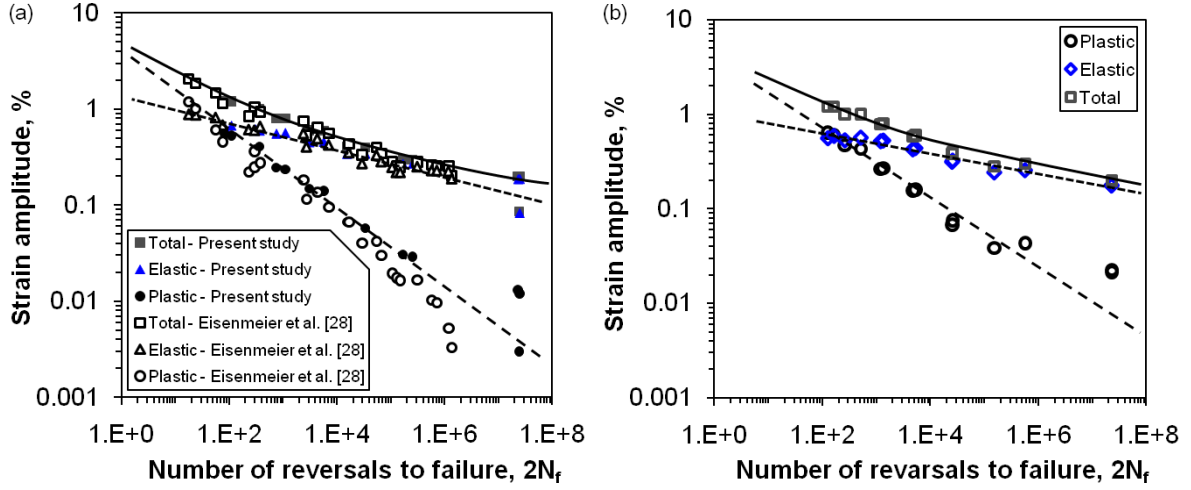 (a)
10
1
0.1
0.01
0.001
Strain amplitude, %
Total - Present study
Elastic - Present study
Plastic - Present study
Total - Eisenmeier et al. [28]
Elastic - Eisenmeier et al. [28]
Plastic - Eisenmeier et al. [28]
1.E+0 1.E+2 1.E+4 1.E+6 1.E+8
Number of reversals to failure, 2Nf
(b)
10
1
0.1
0.01
0.001
Strain amplitude, %
Plastic
Elastic
Total
1.E+0 1.E+2 1.E+4 1.E+6 1.E+8
Number of revarsals to failure, 2Nf